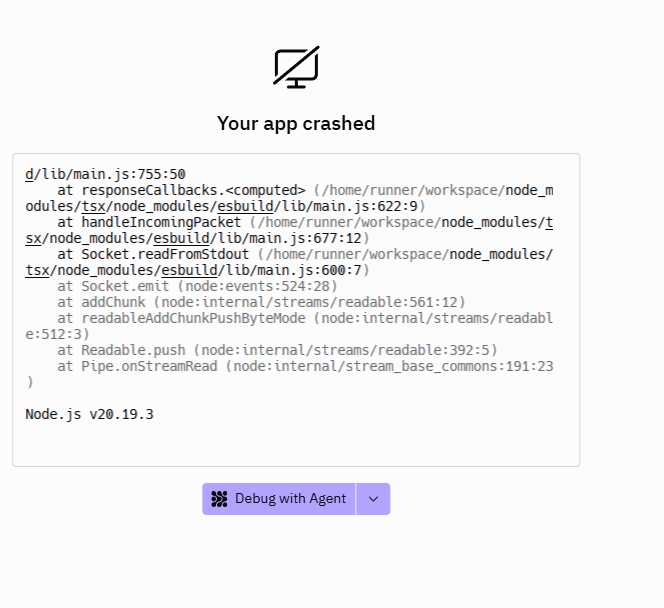 Your app crashed
d/lib/main.js:755:50
at responseCallbacks.<computed> (/home/runner/workspace/node_m
odules/tsx/node_modules/esbuild/lib/main.js:622:9)
at handleIncomingPacket (/home/runner/workspace/node_modules/t
sx/node_modules/esbuild/lib/main.js:677:12)
at Socket.readFromStdout (/home/runner/workspace/node_modules/
tsx/node_modules/esbuild/lib/main.js:600:7)
at Socket.emit (node:events:524:28)
at addChunk (node:internal/streams/readable:561:12)
at readableAddChunkPushByteMode (node:internal/streams/readabl
e:512:3)
at Readable.push (node:internal/streams/readable:392:5)
at Pipe.onStreamRead (node:internal/stream_base_commons:191:23
)
Node.js v20.19.3
Debug with Agent